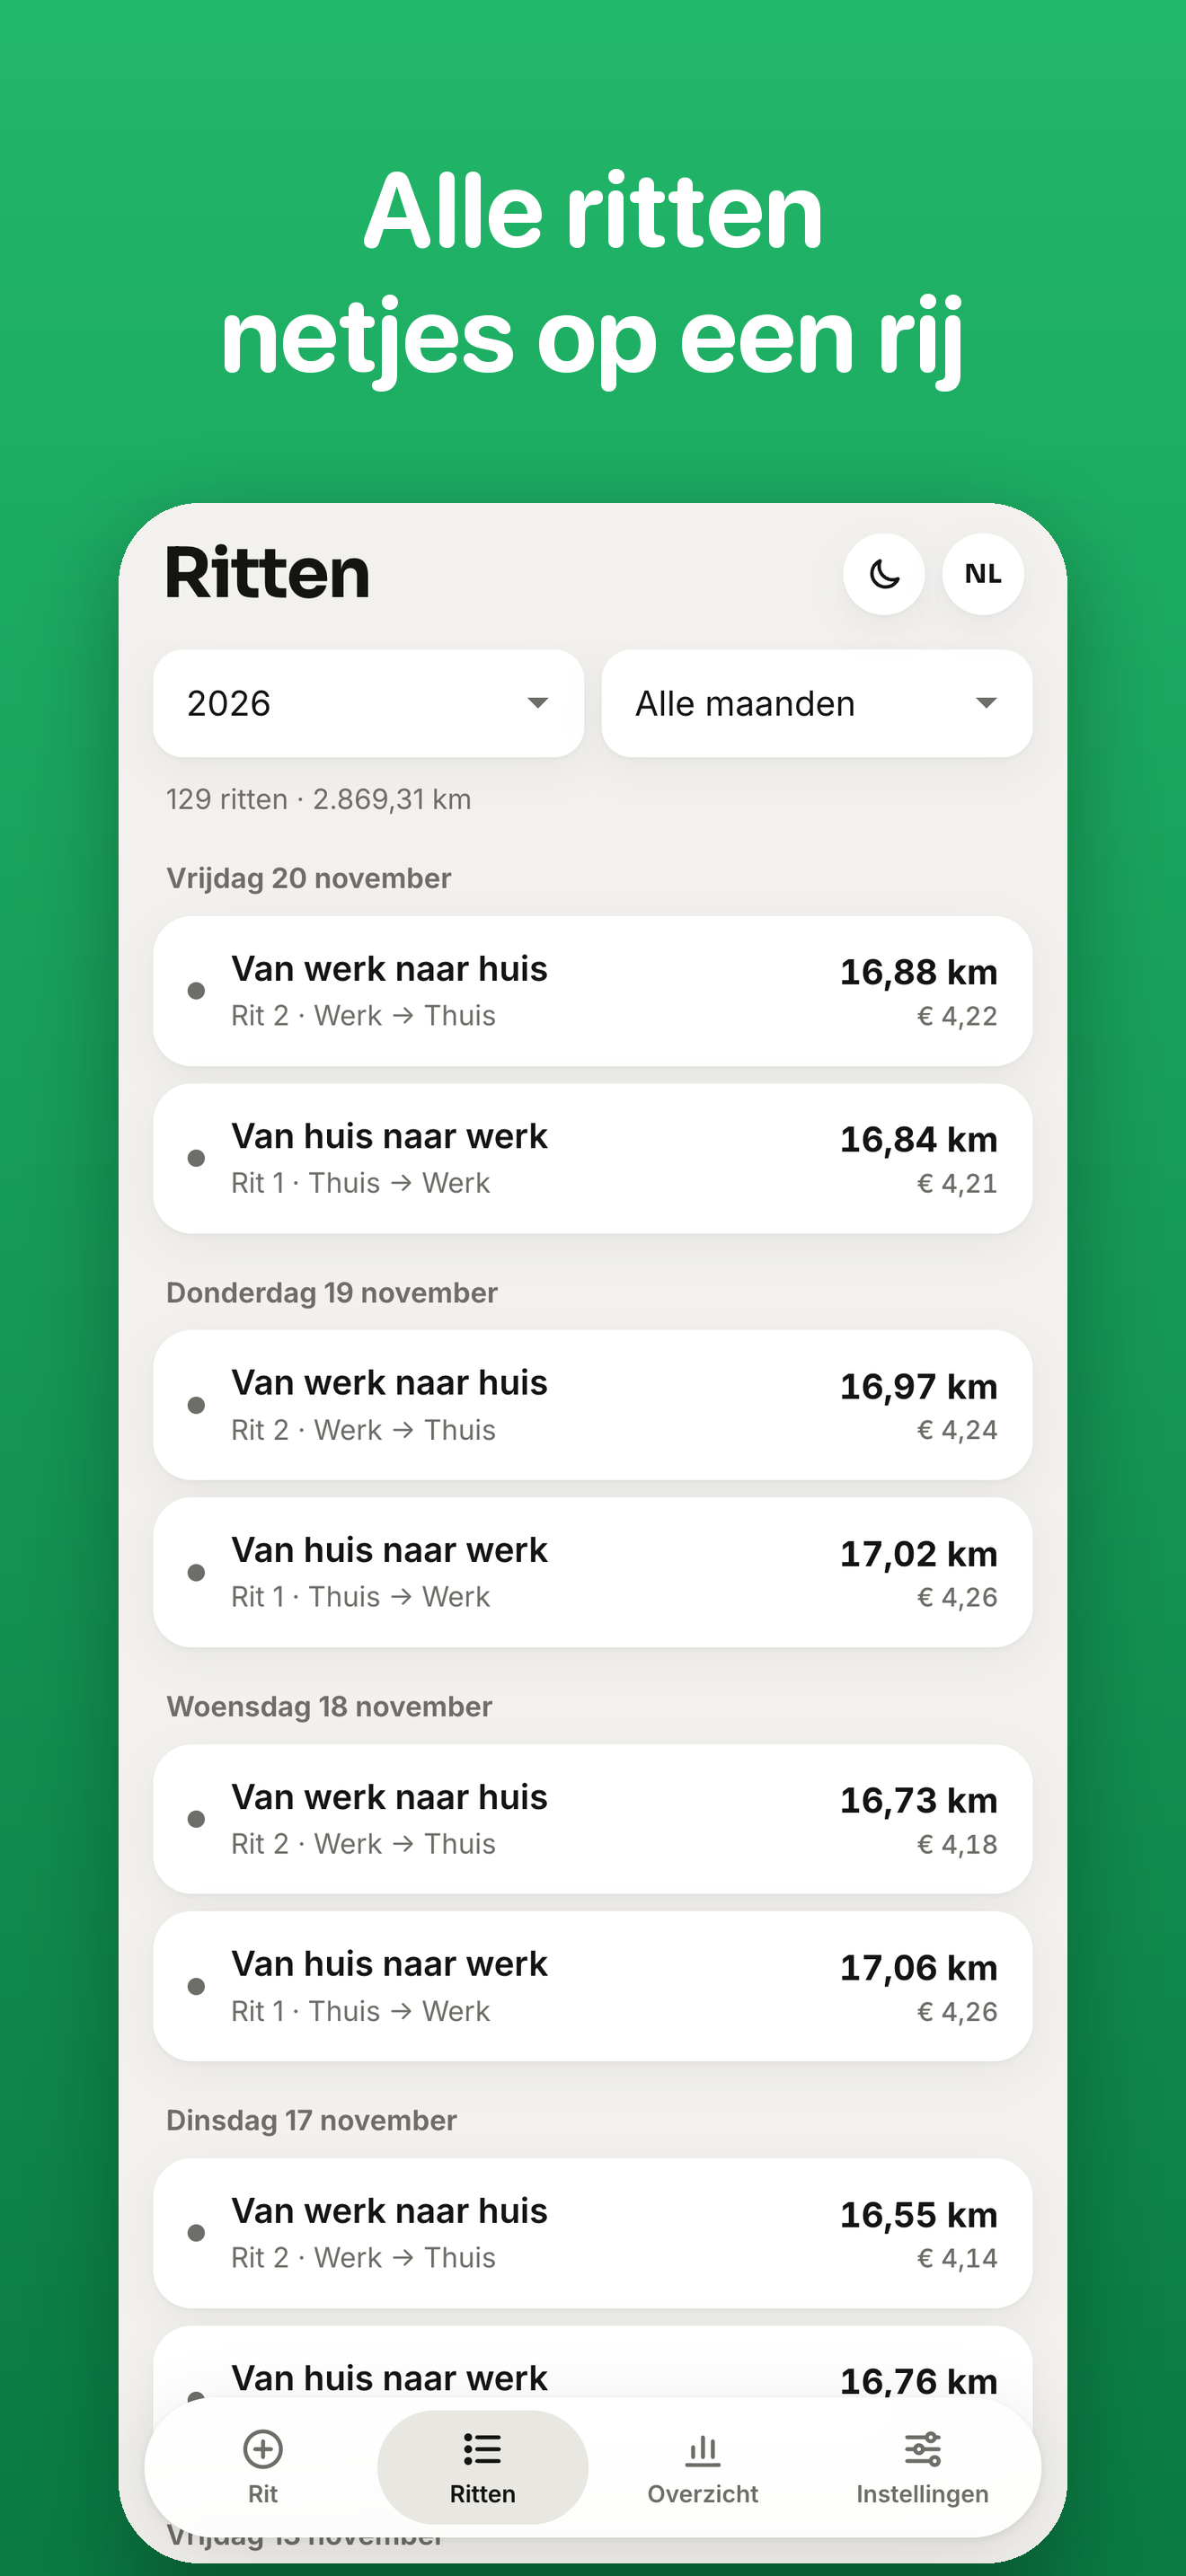 Alle ritten
netjes op een rij
Ritten
NL
2026
Alle maanden
129 ritten · 2.869,31 km
Vrijdag 20 november
Van werk naar huis
16,88 km
Rit 2 · Werk → Thuis
€ 4,22
Van huis naar werk
16,84 km
Rit 1 · Thuis → Werk
€ 4,21
Donderdag 19 november
Van werk naar huis
16,97 km
Rit 2 · Werk → Thuis
€ 4,24
Van huis naar werk
17,02 km
Rit 1 · Thuis → Werk
€ 4,26
Woensdag 18 november
Van werk naar huis
16,73 km
Rit 2 · Werk → Thuis
€ 4,18
Van huis naar werk
17,06 km
Rit 1 · Thuis → Werk
€ 4,26
Dinsdag 17 november
Van werk naar huis
16,55 km
Rit 2 · Werk → Thuis
€ 4,14
Van huis naar werk
16,76 km
Rit
Ritten
Overzicht
Instellingen
Vrijdag 13 november